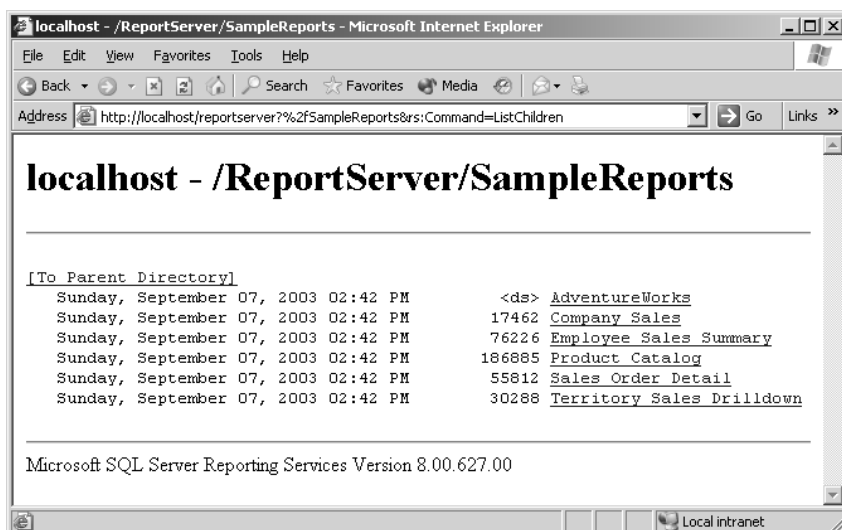 localhost - /ReportServer/SampleReports - Microsoft Internet Explorer
File Edit View Favorites Tools Help
Back Search Favorites Media
Address http://localhost/reportserver?%2fSampleReports&rs:Command=ListChildren Go Links »
localhost - /ReportServer/SampleReports
[To Parent Directory]
Sunday, September 07, 2003 02:42 PM <ds> AdventureWorks
Sunday, September 07, 2003 02:42 PM 17462 Company Sales
Sunday, September 07, 2003 02:42 PM 76226 Employee Sales Summary
Sunday, September 07, 2003 02:42 PM 186885 Product Catalog
Sunday, September 07, 2003 02:42 PM 55812 Sales Order Detail
Sunday, September 07, 2003 02:42 PM 30288 Territory Sales Drilldown
Microsoft SQL Server Reporting Services Version 8.00.627.00
Local intranet